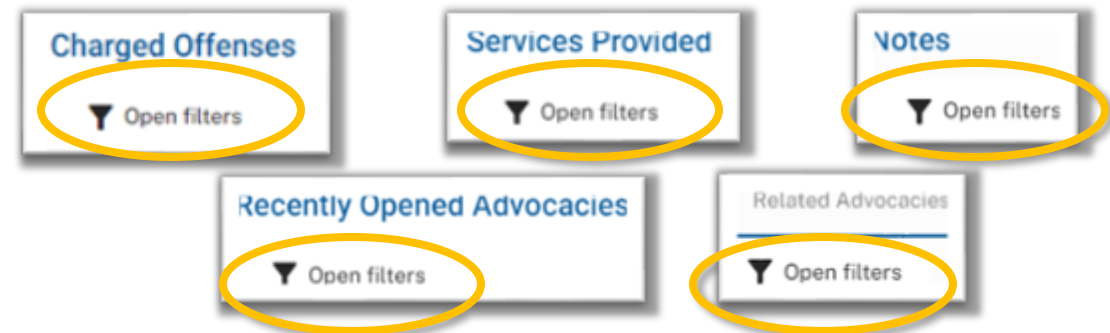 Charged Offenses
Open filters
Services Provided
Open filters
Notes
Open filters
Recently Opened Advocacies
Open filters
Related Advocacies
Open filters